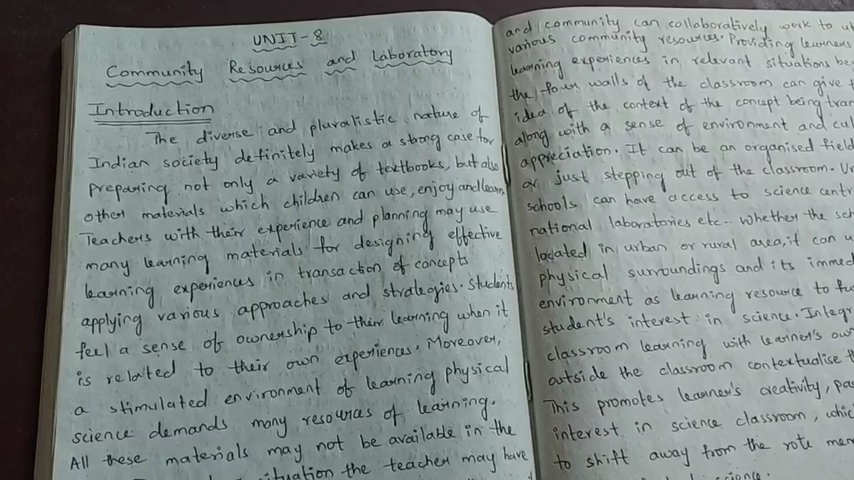 UNIT-8
Community Resources and Laboratory
Introduction
The diverse and pluralistic nature of
Indian society definitely makes a strong case for
preparing not only a variety of textbooks, but also
other materials which children can use, enjoy and learn
Teachers with their experience and planning may use
many learning materials for designing effective
learning experiences in transaction of concepts
applying various approaches and strategies. Students
feel a sense of ownership to their learning when it
is related to their own experiences. Moreover,
a stimulated environment of learning physical
science demands many resources of learning.
All these materials may not be available in the
situation the teacher may have
and community can collaboratively work to
various community resources. Providing learners
learning experiences in relevant situations
the four walls of the classroom can give
idea of the context of the concept being
along with a sense of environment and
appreciation. It can be an organised field
or just stepping out of the classroom.
schools can have access to science
national laboratories etc.. whether the
located in urban or rural area, it can
physical surroundings and its
environment as learning resource to
student's interest in science.
classroom learning with learner's
outside the classroom contextualise
This promotes learner's creativity,
interest in science classroom,
to shift away from the rote
science.